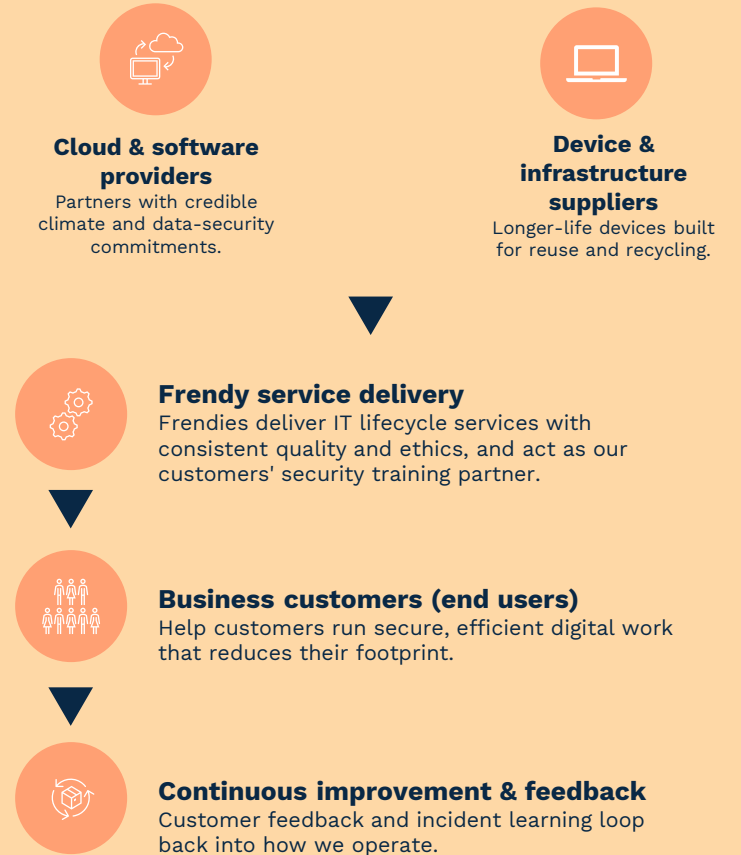 Cloud & software
providers
Partners with credible
climate and data-security
commitments.
Device &
infrastructure
suppliers
Longer-life devices built
for reuse and recycling.
Frendy service delivery
Frendies deliver IT lifecycle services with
consistent quality and ethics, and act as our
customers' security training partner.
Business customers (end users)
Help customers run secure, efficient digital work
that reduces their footprint.
Continuous improvement & feedback
Customer feedback and incident learning loop
back into how we operate.